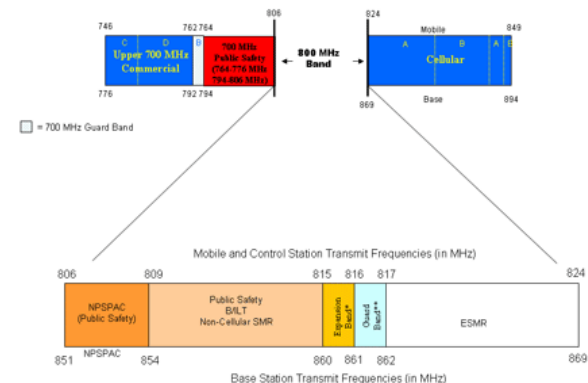 806
824
746
762
764
Mobile
849
C
D
B
700 MHz
Public Safety
(764-776 MHz
794-806 MHz)
Upper 700 MHz
Commercial
800 MHz
Band
A
B
A
B
Cellular
776
792
794
869
Base
894
= 700 MHz Guard Band
Mobile and Control Station Transmit Frequencies (in MHz)
806
809
815
816
817
824
NPSPAC
(Public Safety)
Public Safety
B/ILT
Non-Cellular SMR
Expansion
Band*
Guard
Band**
ESMR
NPSPAC
851
854
860
861
862
869
Base Station Transmit Frequencies (in MHz)